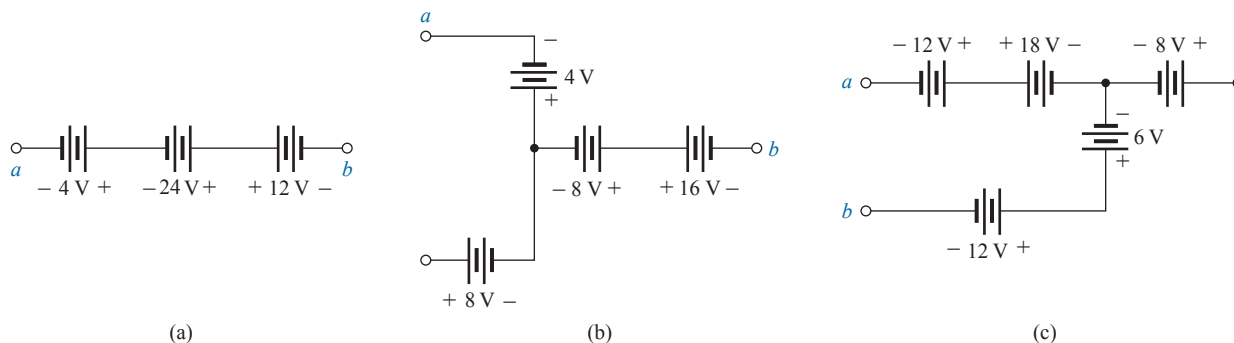 a
b
− 4 V +
− 24 V +
+ 12 V −
(a)
a
−
4 V
+
b
− 8 V +
+ 16 V −
+ 8 V −
(b)
− 12 V +
+ 18 V −
− 8 V +
a
−
6 V
+
b
− 12 V +
(c)